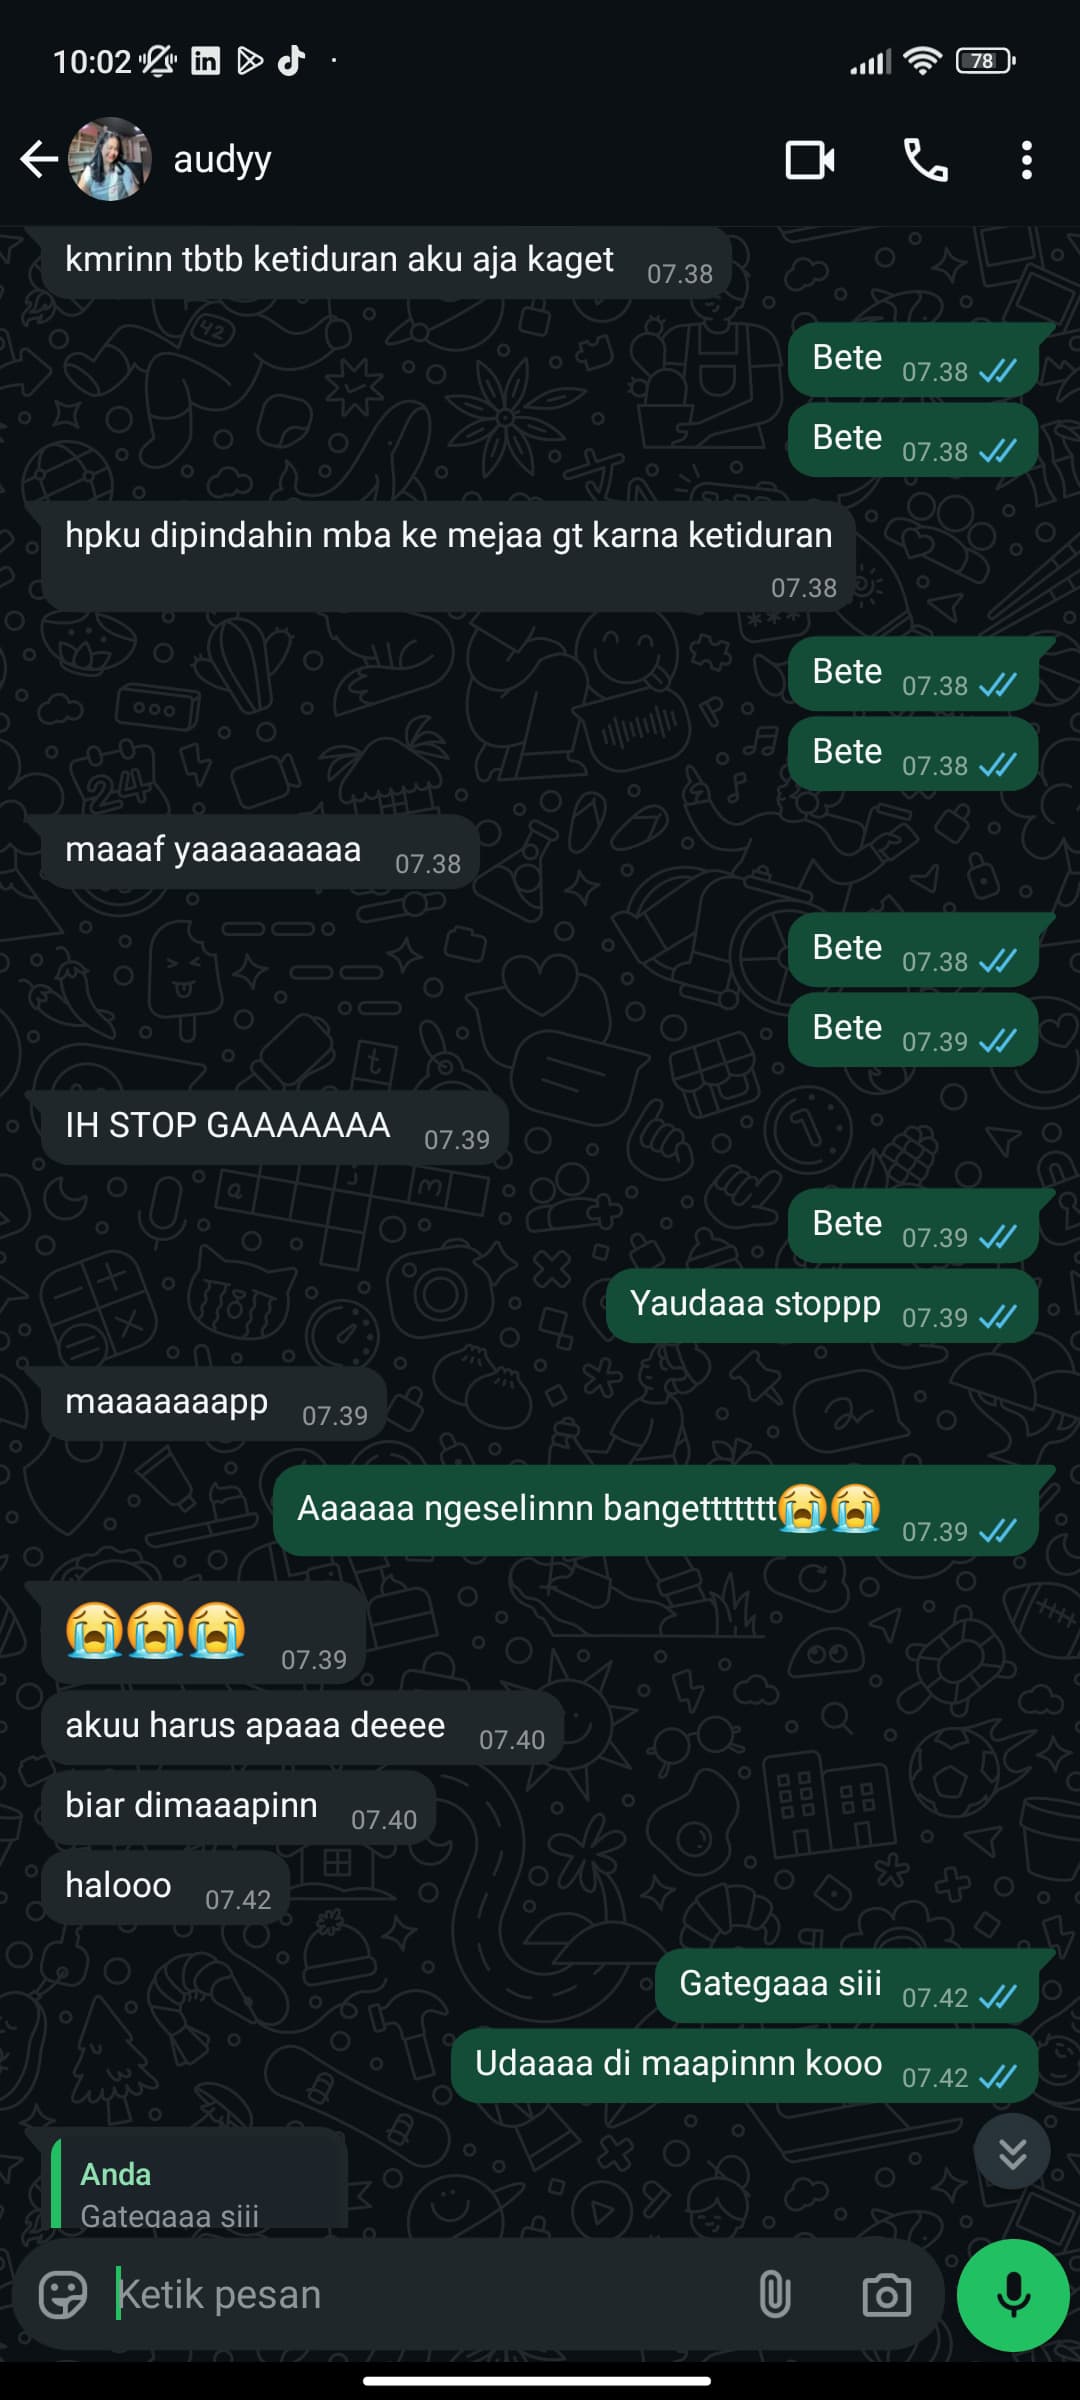 10:02
78
audyy
kmrinn tbtb ketiduran aku aja kaget 07.38
Bete 07.38
Bete 07.38
hpku dipindahin mba ke mejaa gt karna ketiduran
07.38
Bete 07.38
Bete 07.38
maaaf yaaaaaaaaa 07.38
Bete 07.38
Bete 07.39
IH STOP GAAAAAAA 07.39
Bete 07.39
Yaudaaa stoppp 07.39
maaaaaaapp 07.39
Aaaaaa ngeselinnn bangettttttt😭😭 07.39
😭😭😭 07.39
akuu harus apaaa deeee 07.40
biar dimaaapinn 07.40
halooo 07.42
Gategaaa siii 07.42
Udaaaa di maapinnn kooo 07.42
Anda
Gategaaa siii
Ketik pesan